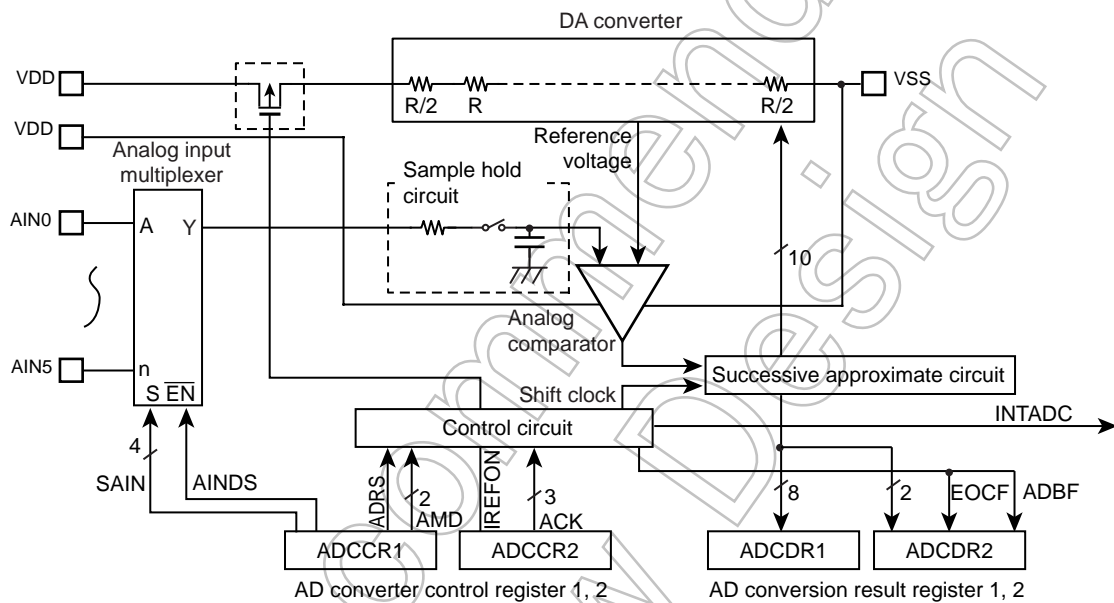 DA converter
VDD
VSS
R/2
R
R/2
VDD
Reference
voltage
Analog input
multiplexer
Sample hold
circuit
AIN0
A
Y
10
Analog
comparator
AIN5
n
S EN
Successive approximate circuit
Shift clock
INTADC
Control circuit
4
SAIN
AINDS
ADRS
2
AMD
IREFON
3
ACK
8
2
EOCF
ADBF
ADCCR1
ADCCR2
ADCDR1
ADCDR2
AD converter control register 1, 2
AD conversion result register 1, 2